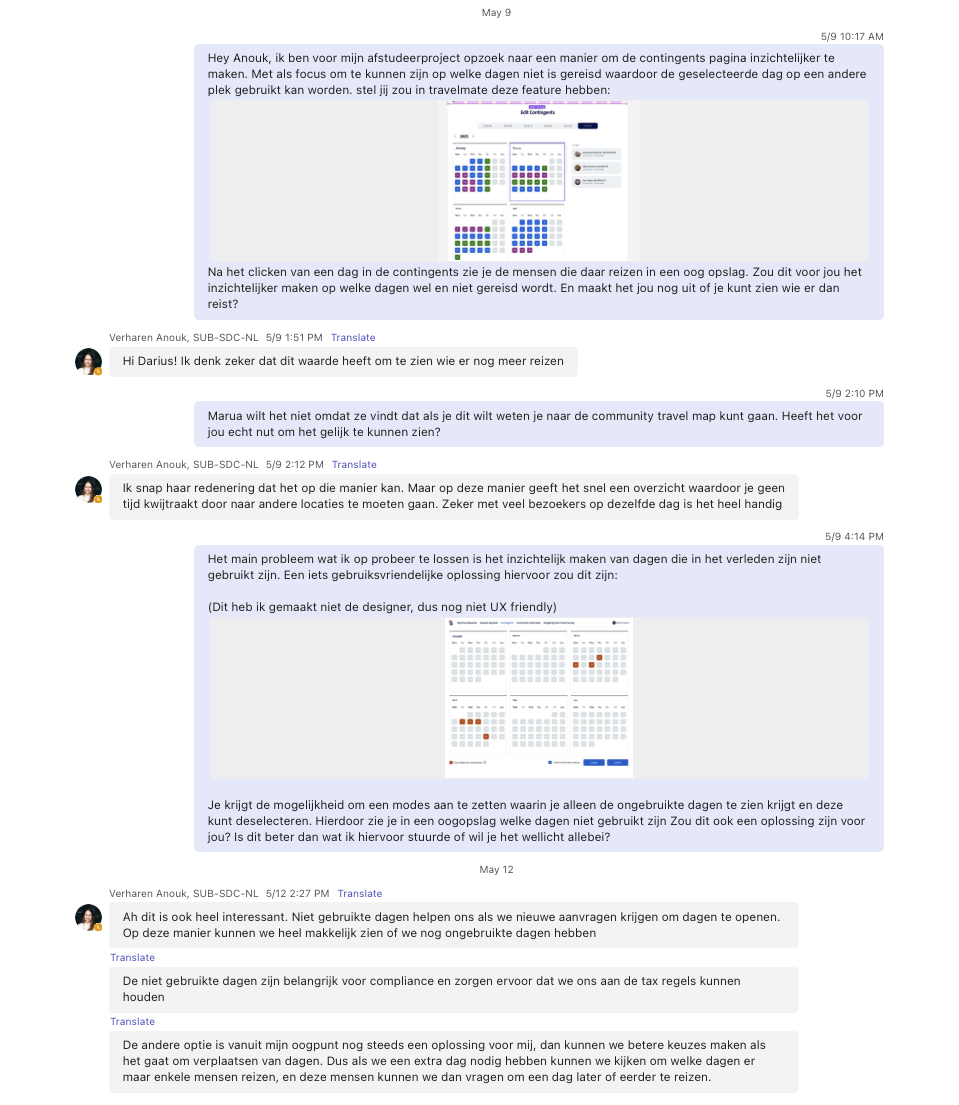 May 9
5/9 10:17 AM
Hey Anouk, ik ben voor mijn afstudeerproject opzoek naar een manier om de contingents pagina inzichtelijker te
maken. Met als focus om te kunnen zijn op welke dagen niet is gereisd waardoor de geselecteerde dag op een andere
plek gebruikt kan worden. stel jij zou in travelmate deze feature hebben:
Edit Contingents
2025
Na het clicken van een dag in de contingents zie je de mensen die daar reizen in een oog opslag. Zou dit voor jou het
inzichtelijker maken op welke dagen wel en niet gereisd wordt. En maakt het jou nog uit of je kunt zien wie er dan
reist?
Verharen Anouk, SUB-SDC-NL 5/9 1:51 PM Translate
Hi Darius! Ik denk zeker dat dit waarde heeft om te zien wie er nog meer reizen
5/9 2:10 PM
Marua wilt het niet omdat ze vindt dat als je dit wilt weten je naar de community travel map kunt gaan. Heeft het voor
jou echt nut om het gelijk te kunnen zien?
Verharen Anouk, SUB-SDC-NL 5/9 2:12 PM Translate
Ik snap haar redenering dat het op die manier kan. Maar op deze manier geeft het snel een overzicht waardoor je geen
tijd kwijtraakt door naar andere locaties te moeten gaan. Zeker met veel bezoekers op dezelfde dag is het heel handig
5/9 4:14 PM
Het main probleem wat ik op probeer te lossen is het inzichtelijk maken van dagen die in het verleden zijn niet
gebruikt zijn. Een iets gebruiksvriendelijke oplossing hiervoor zou dit zijn:
(Dit heb ik gemaakt niet de designer, dus nog niet UX friendly)
Je krijgt de mogelijkheid om een modes aan te zetten waarin je alleen de ongebruikte dagen te zien krijgt en deze
kunt deselecteren. Hierdoor zie je in een oogopslag welke dagen niet gebruikt zijn Zou dit ook een oplossing zijn voor
jou? Is dit beter dan wat ik hiervoor stuurde of wil je het wellicht allebei?
May 12
Verharen Anouk, SUB-SDC-NL 5/12 2:27 PM Translate
Ah dit is ook heel interessant. Niet gebruikte dagen helpen ons als we nieuwe aanvragen krijgen om dagen te openen.
Op deze manier kunnen we heel makkelijk zien of we nog ongebruikte dagen hebben
Translate
De niet gebruikte dagen zijn belangrijk voor compliance en zorgen ervoor dat we ons aan de tax regels kunnen
houden
Translate
De andere optie is vanuit mijn oogpunt nog steeds een oplossing voor mij, dan kunnen we betere keuzes maken als
het gaat om verplaatsen van dagen. Dus als we een extra dag nodig hebben kunnen we kijken om welke dagen er
maar enkele mensen reizen, en deze mensen kunnen we dan vragen om een dag later of eerder te reizen.